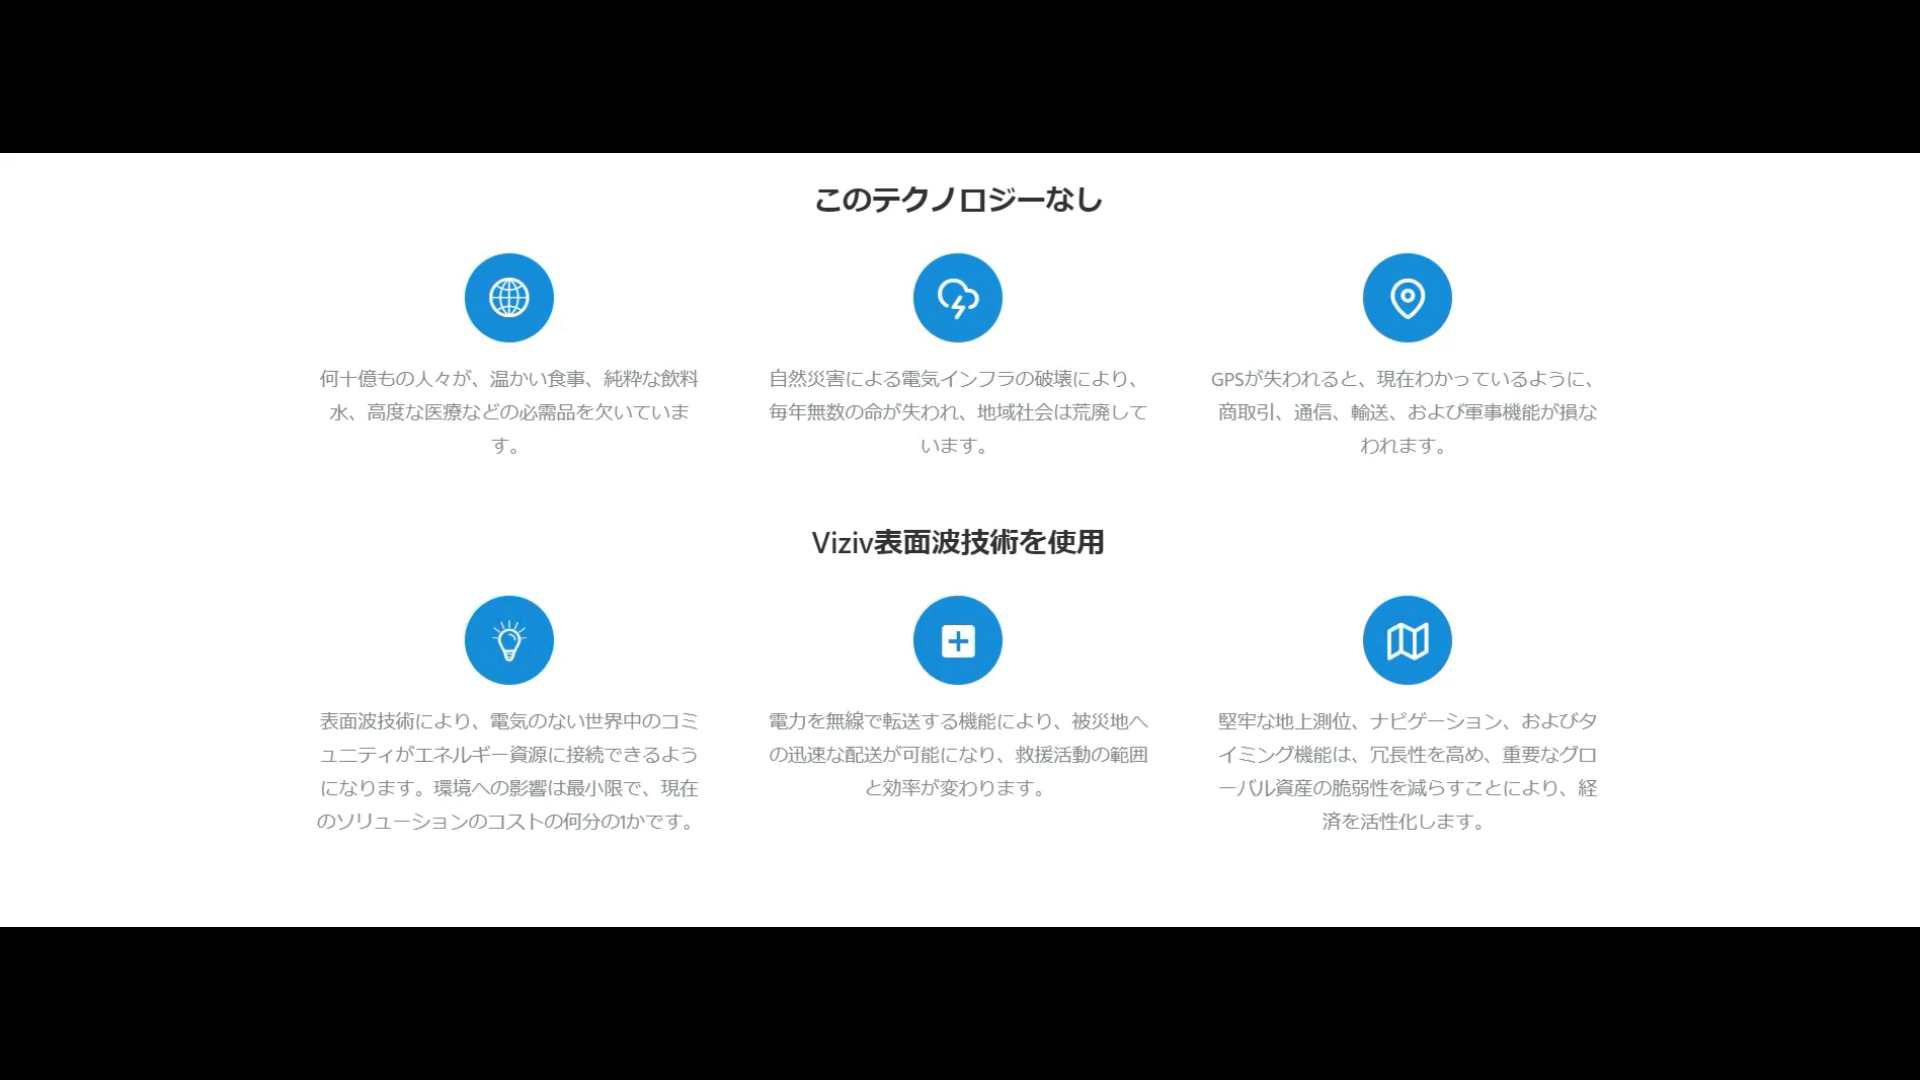 このテクノロジーなし
何十億もの人々が、温かい食事、純粋な飲料
水、高度な医療などの必需品を欠いていま
す。
自然災害による電気インフラの破壊により、
毎年無数の命が失われ、地域社会は荒廃して
います。
GPSが失われると、現在わかっているように、
商取引、通信、輸送、および軍事機能が損な
われます。
Viziv表面波技術を使用
表面波技術により、電気のない世界中のコミ
ュニティがエネルギー資源に接続できるよう
になります。環境への影響は最小限で、現在
のソリューションのコストの何分の1かです。
電力を無線で転送する機能により、被災地へ
の迅速な配送が可能になり、救援活動の範囲
と効率が変わります。
堅牢な地上測位、ナビゲーション、およびタ
イミング機能は、冗長性を高め、重要なグロ
ーバル資産の脆弱性を減らすことにより、経
済を活性化します。